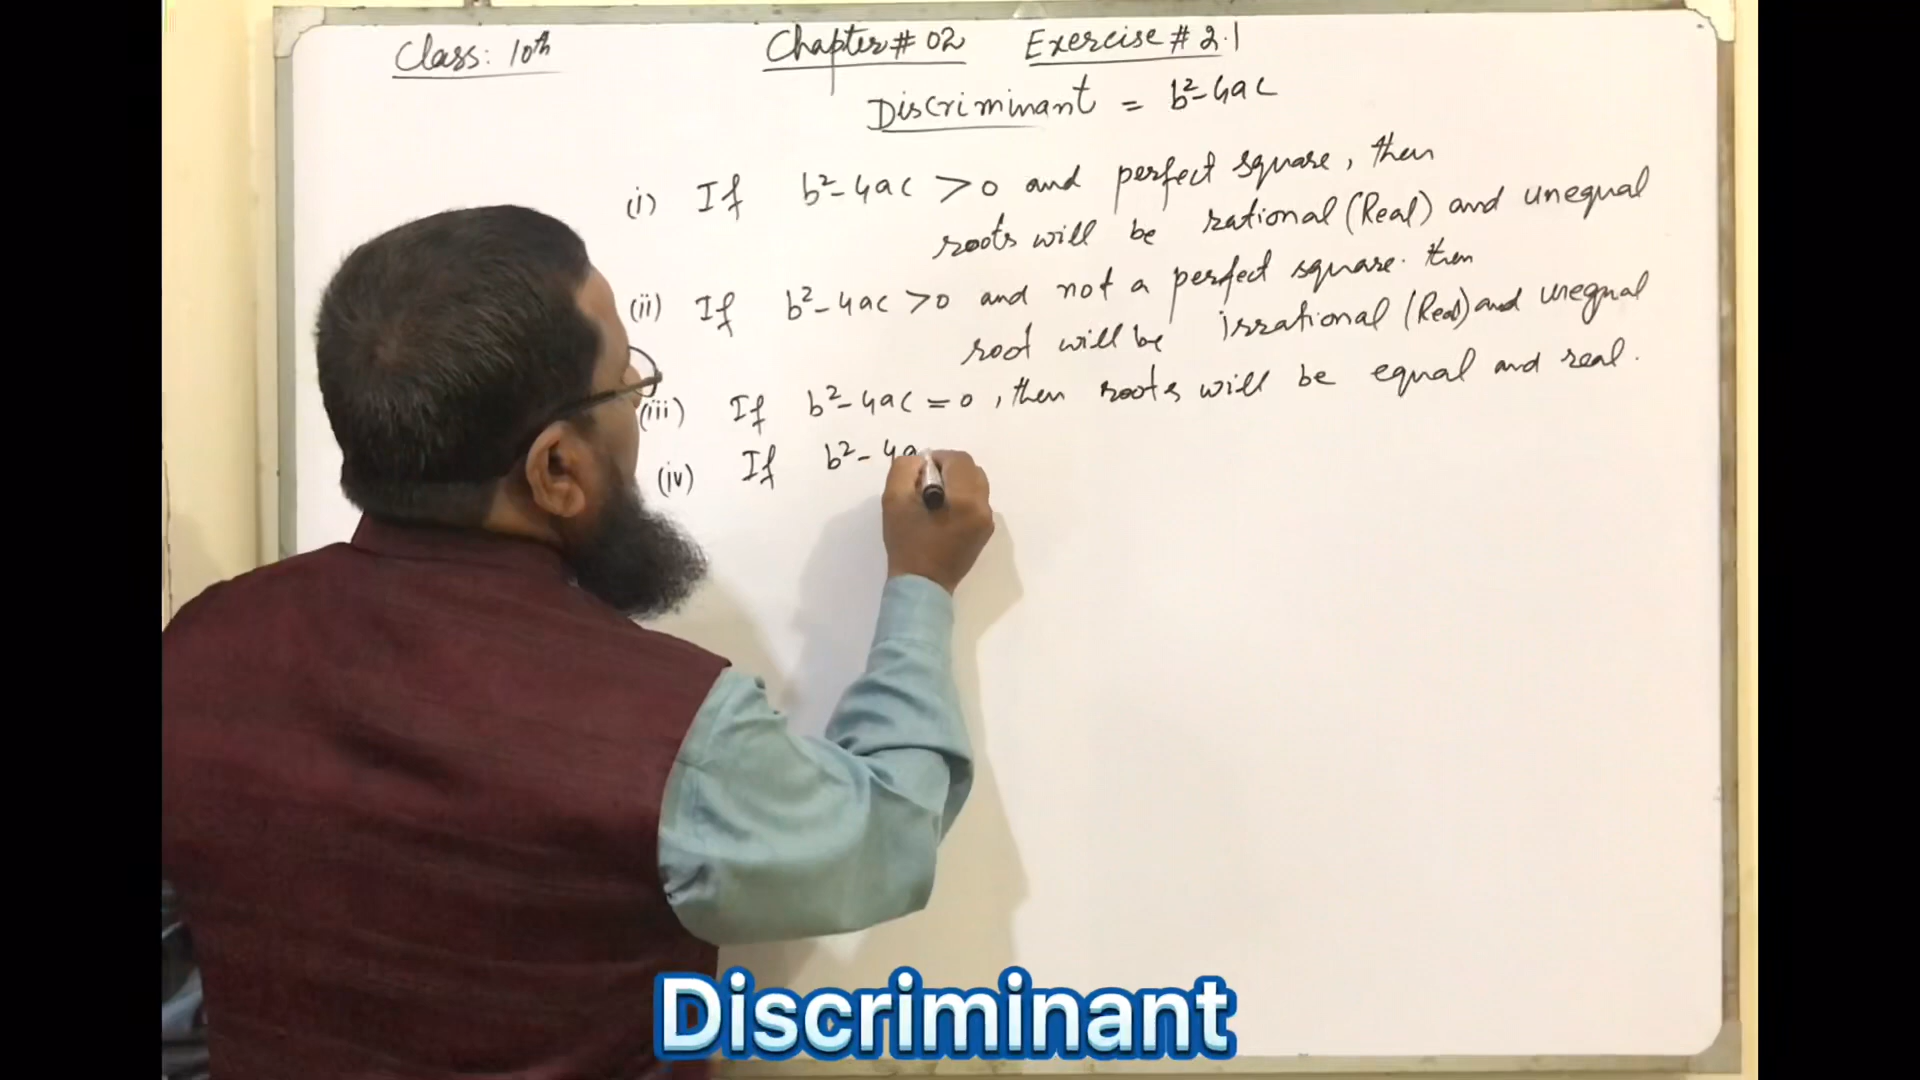 Class: 10th
Chapter # 02 Exercise # 2.1
Discriminant = b²-4ac
(i) If b²-4ac >0 and perfect square, then
roots will be rational (Real) and unequal
(ii) If b²-4ac >0 and not a perfect square. then
root will be irrational (Real) and unequal
(iii) If b²-4ac =0, then roots will be equal and real.
(iv) If b²-4a
Discriminant